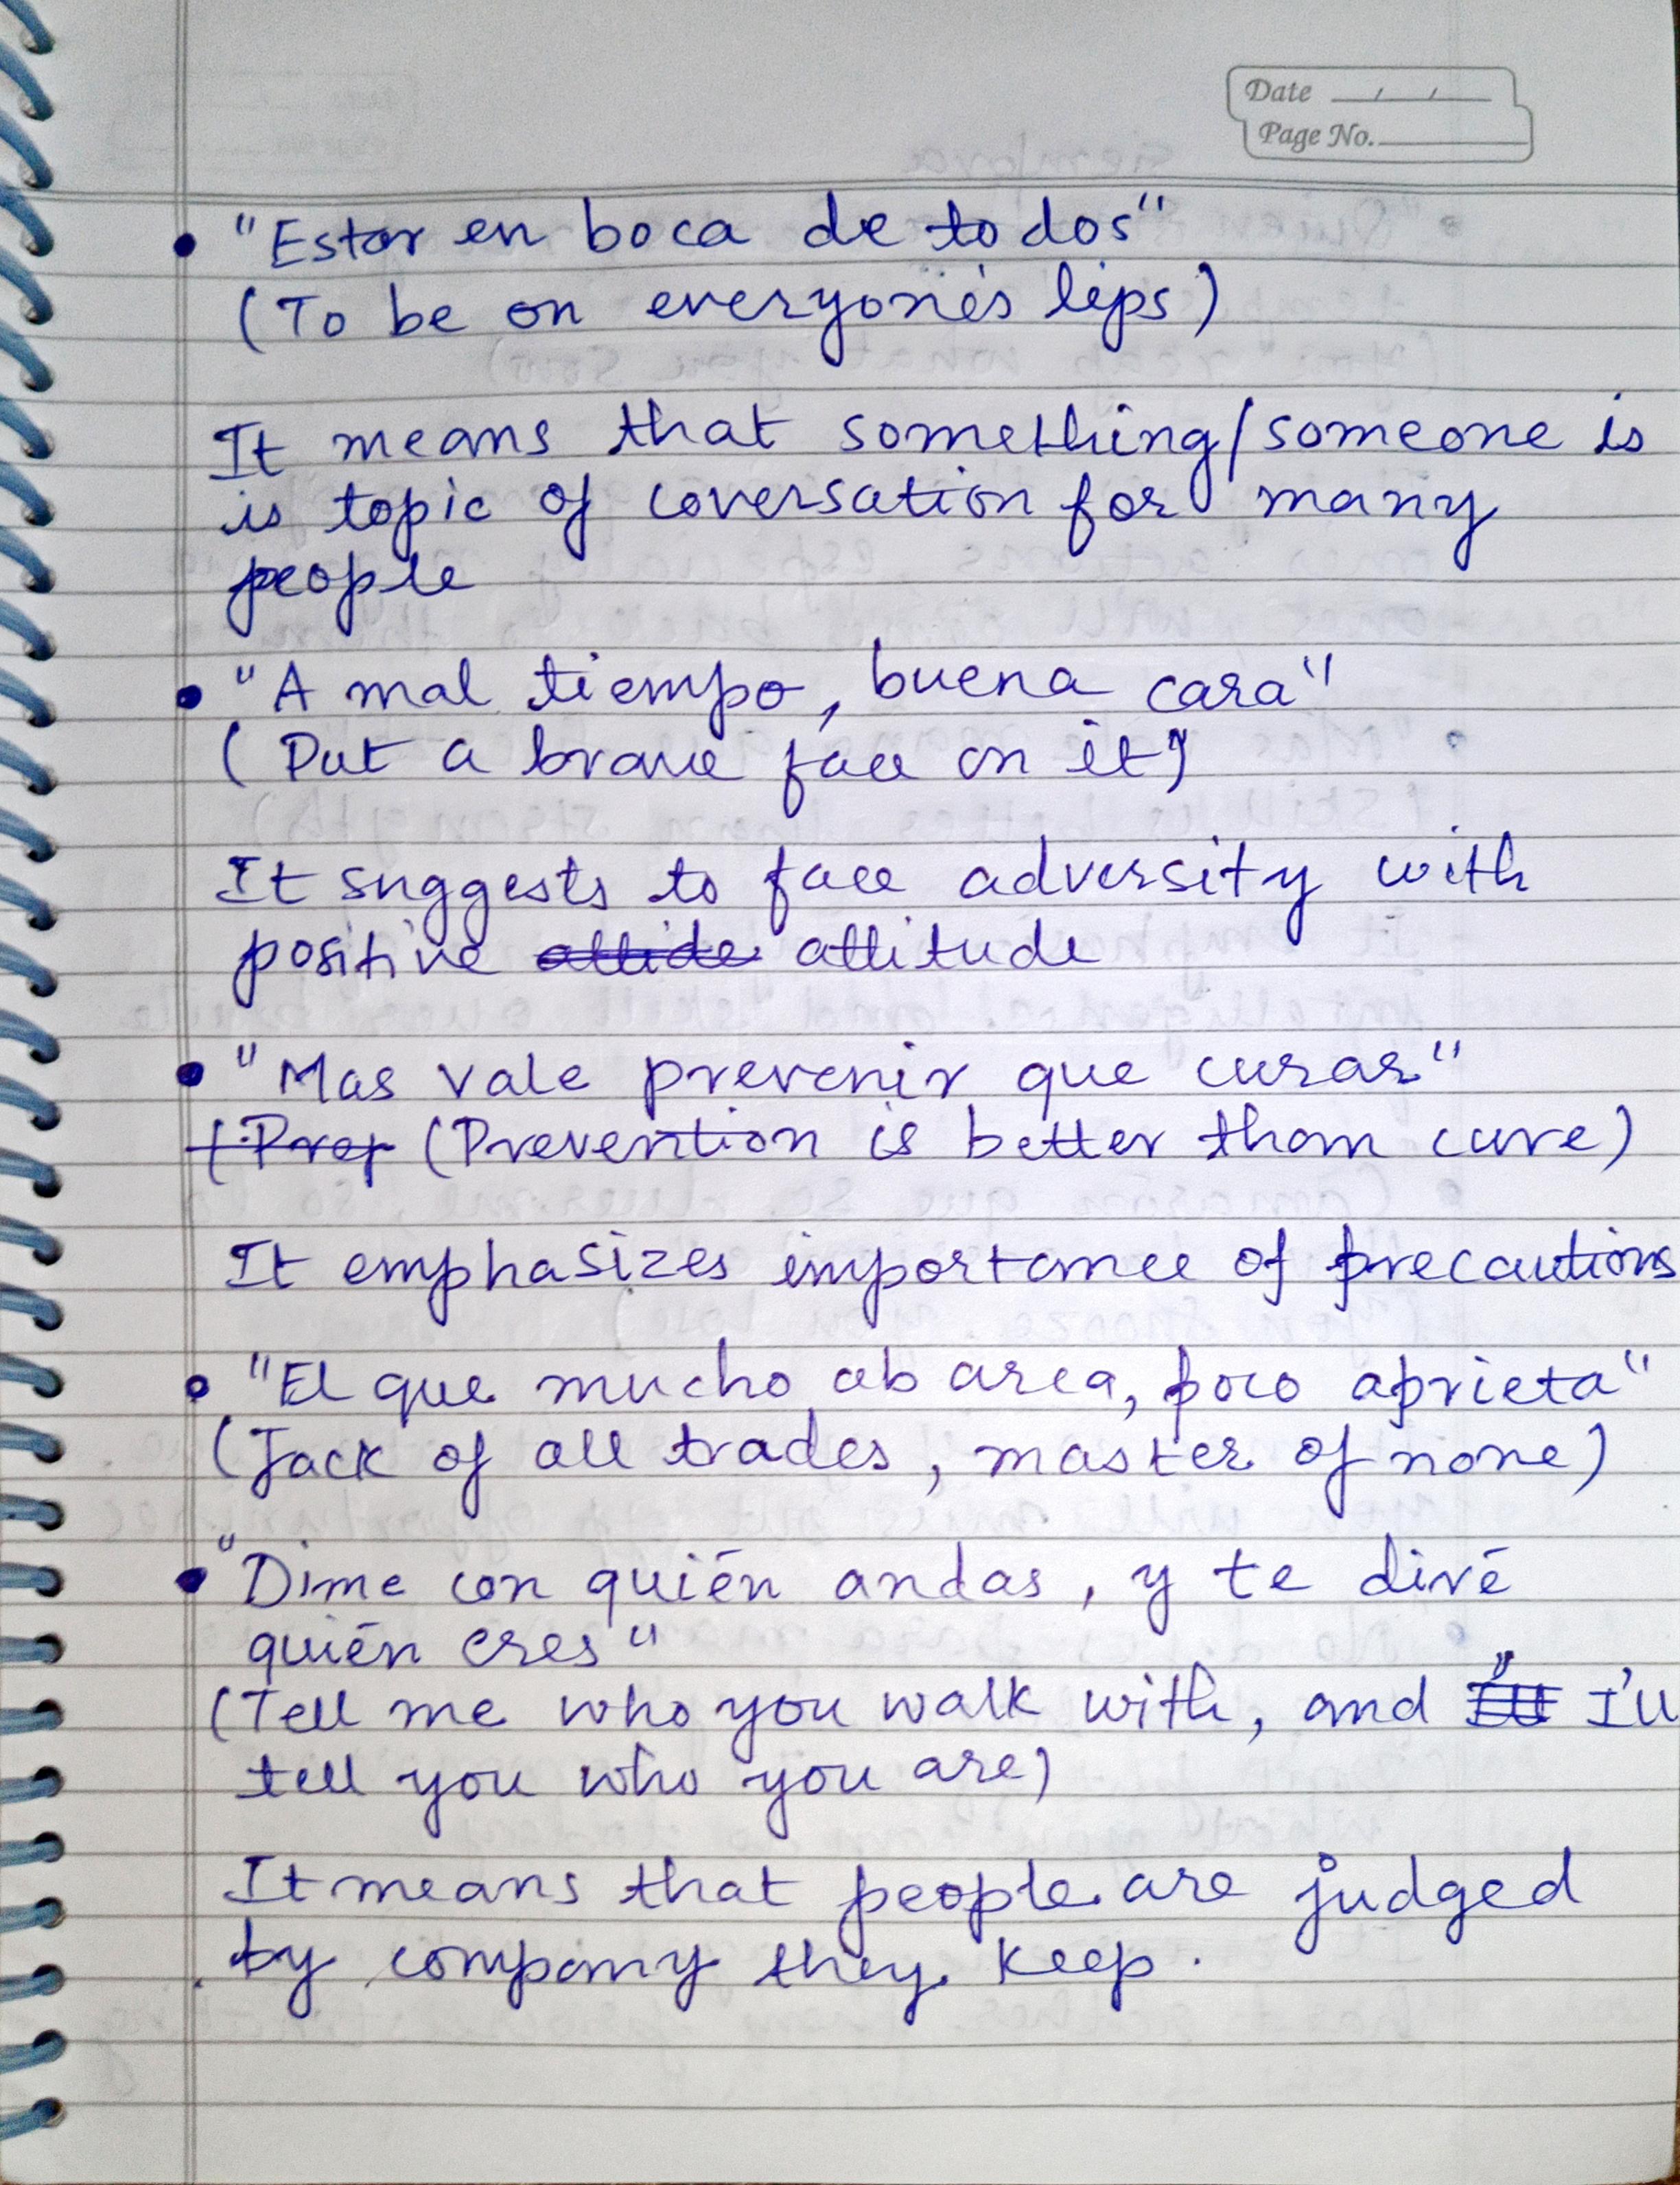 Date / /
Page No.
• "Estar en boca de todos"
(To be on everyone's lips)
It means that something/someone is
is topic of coversation for many
people
• "A mal tiempo, buena cara"
(Put a brave face on it)
It suggests to face adversity with
positive attitude
• "Mas vale prevenir que curar"
(Prevention is better than cure)
It emphasizes importance of precautions
• "El que mucho abarca, poco aprieta"
(Jack of all trades, master of none)
• "Dime con quién andas, y te diré
quién eres"
(Tell me who you walk with, and I'll
tell you who you are)
It means that people are judged
by company they keep.